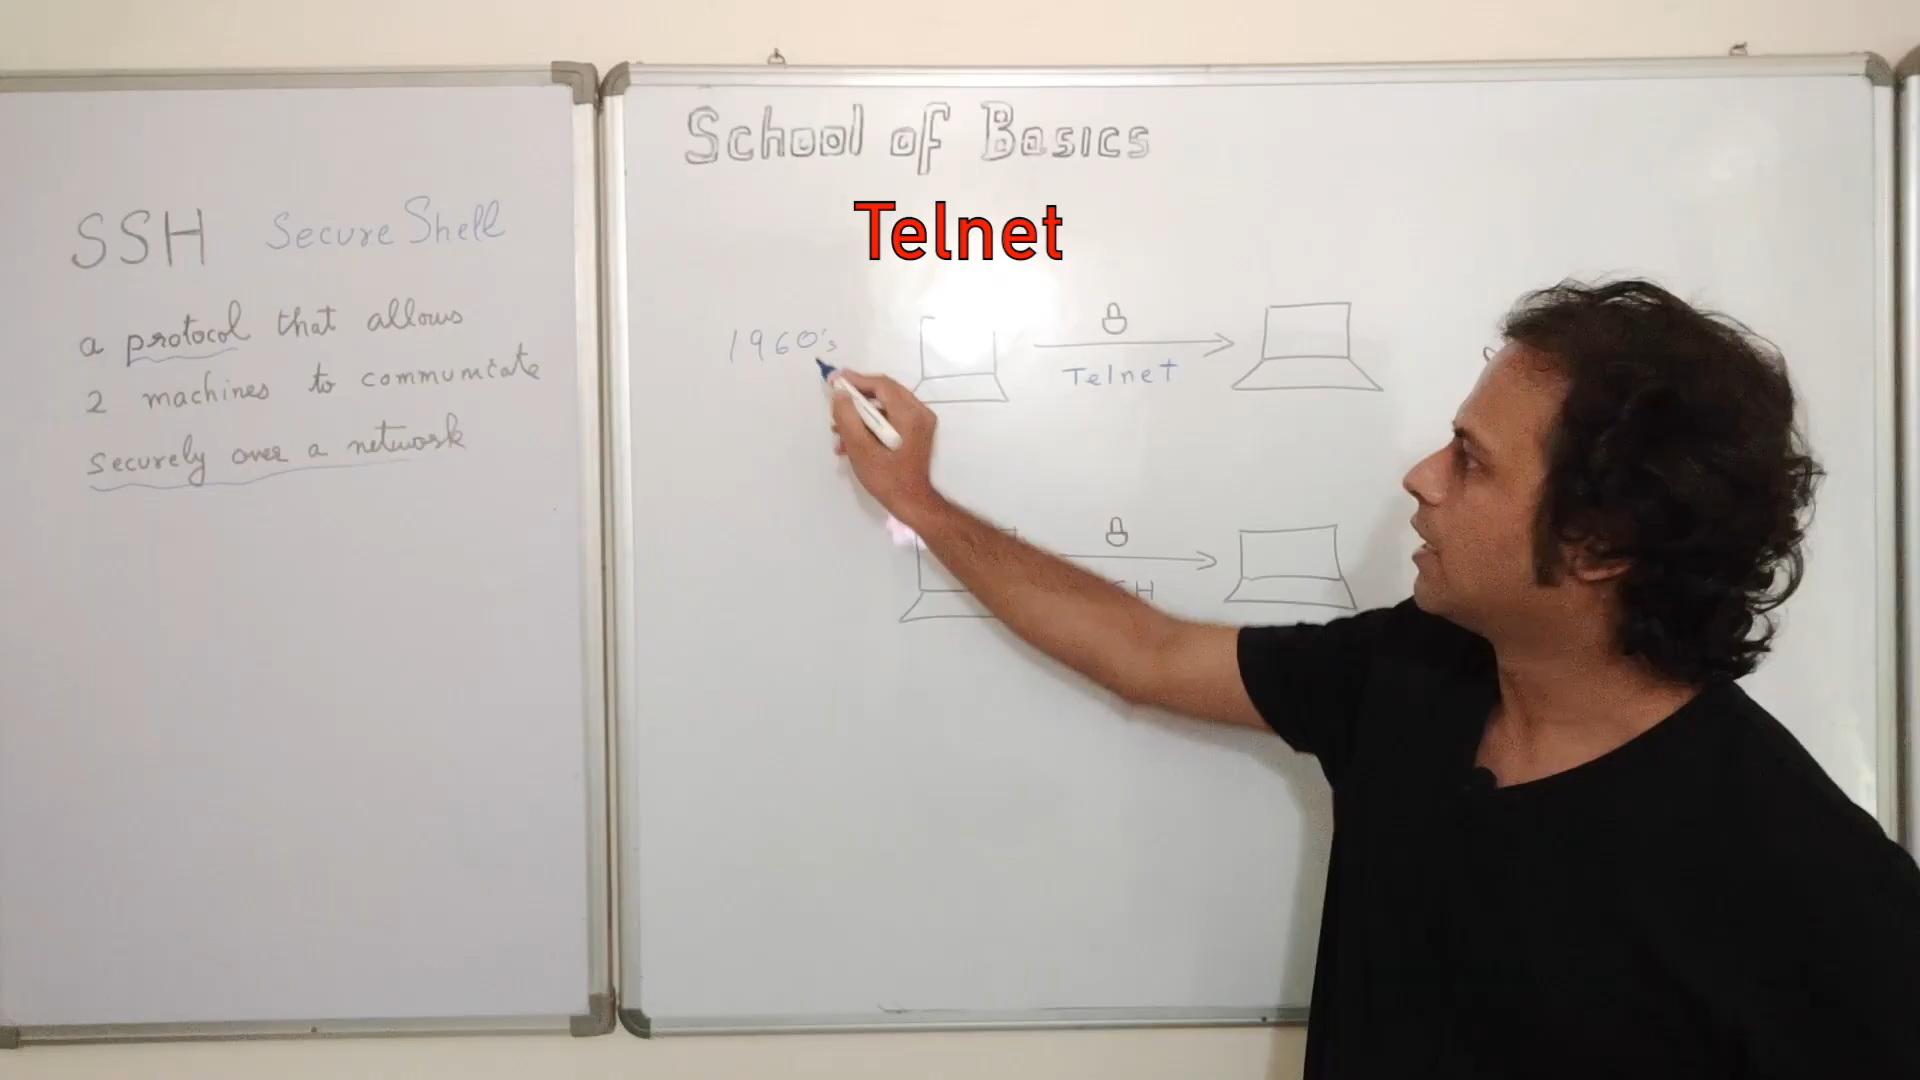 SSH Secure Shell
a protocol that allows
2 machines to communicate
securely over a network
School of Basics
Telnet
1960's
Telnet